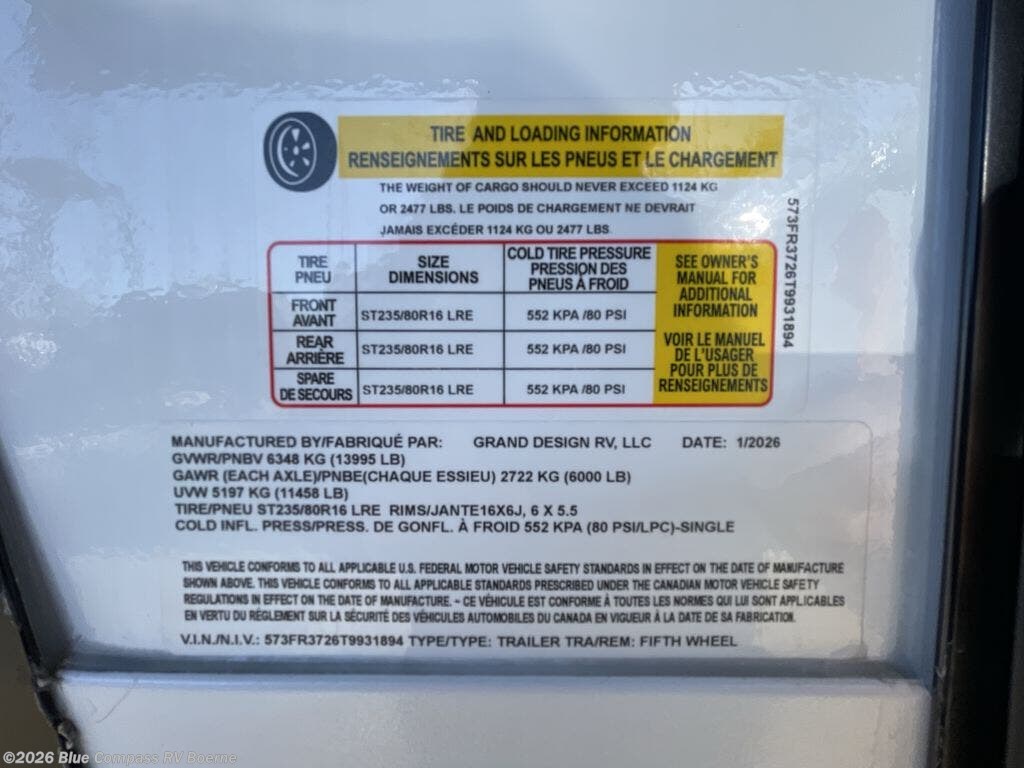 TIRE AND LOADING INFORMATION
RENSEIGNEMENTS SUR LES PNEUS ET LE CHARGEMENT
THE WEIGHT OF CARGO SHOULD NEVER EXCEED 1124 KG
OR 2477 LBS. LE POIDS DE CHARGEMENT NE DEVRAIT
JAMAIS EXCÉDER 1124 KG OU 2477 LBS.
TIRE
PNEU
SIZE
DIMENSIONS
COLD TIRE PRESSURE
PRESSION DES
PNEUS À FROID
SEE OWNER'S
MANUAL FOR
ADDITIONAL
INFORMATION
VOIR LE MANUEL
DE L'USAGER
POUR PLUS DE
RENSEIGNEMENTS
FRONT
AVANT
ST235/80R16 LRE
552 KPA /80 PSI
REAR
ARRIÈRE
ST235/80R16 LRE
552 KPA /80 PSI
SPARE
DE SECOURS
ST235/80R16 LRE
552 KPA /80 PSI
573FR3726T9931894
MANUFACTURED BY/FABRIQUÉ PAR: GRAND DESIGN RV, LLC DATE: 1/2026
GVWR/PNBV 6348 KG (13995 LB)
GAWR (EACH AXLE)/PNBE(CHAQUE ESSIEU) 2722 KG (6000 LB)
UVW 5197 KG (11458 LB)
TIRE/PNEU ST235/80R16 LRE RIMS/JANTE16X6J, 6 X 5.5
COLD INFL. PRESS/PRESS. DE GONFL. À FROID 552 KPA (80 PSI/LPC)-SINGLE
THIS VEHICLE CONFORMS TO ALL APPLICABLE U.S. FEDERAL MOTOR VEHICLE SAFETY STANDARDS IN EFFECT ON THE DATE OF MANUFACTURE
SHOWN ABOVE. THIS VEHICLE CONFORMS TO ALL APPLICABLE STANDARDS PRESCRIBED UNDER THE CANADIAN MOTOR VEHICLE SAFETY
REGULATIONS IN EFFECT ON THE DATE OF MANUFACTURE. – CE VÉHICULE EST CONFORME À TOUTES LES NORMES QUI LUI SONT APPLICABLES
EN VERTU DU RÉGLEMENT SUR LA SÉCURITÉ DES VÉHICULES AUTOMOBILES DU CANADA EN VIGUEUR À LA DATE DE SA FABRICATION.
V.I.N./N.I.V.: 573FR3726T9931894 TYPE/TYPE: TRAILER TRA/REM: FIFTH WHEEL
©2026 Blue Compass RV Boerne